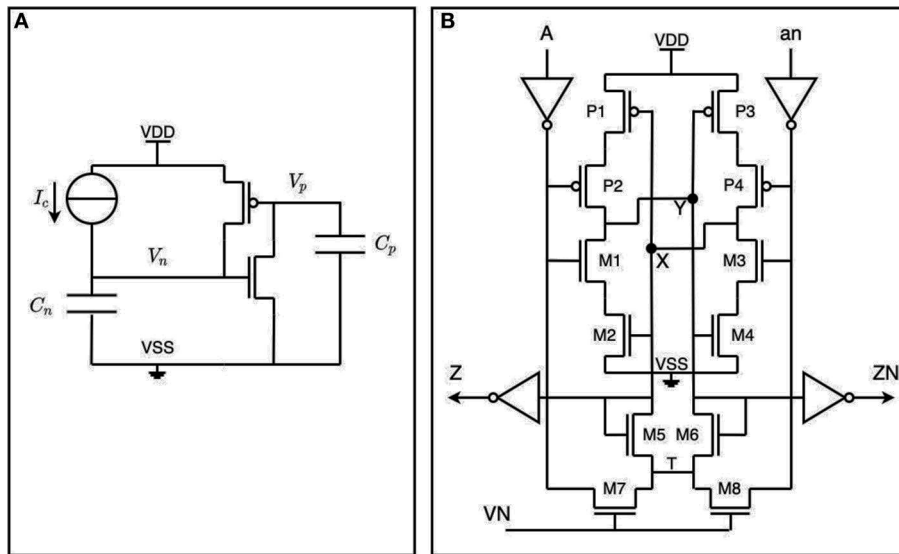 A
VDD
I_c
V_p
V_n
C_p
C_n
VSS
B
A
an
VDD
P1
P3
P2
P4
Y
X
M1
M3
M2
M4
VSS
Z
ZN
M5
M6
T
M7
M8
VN